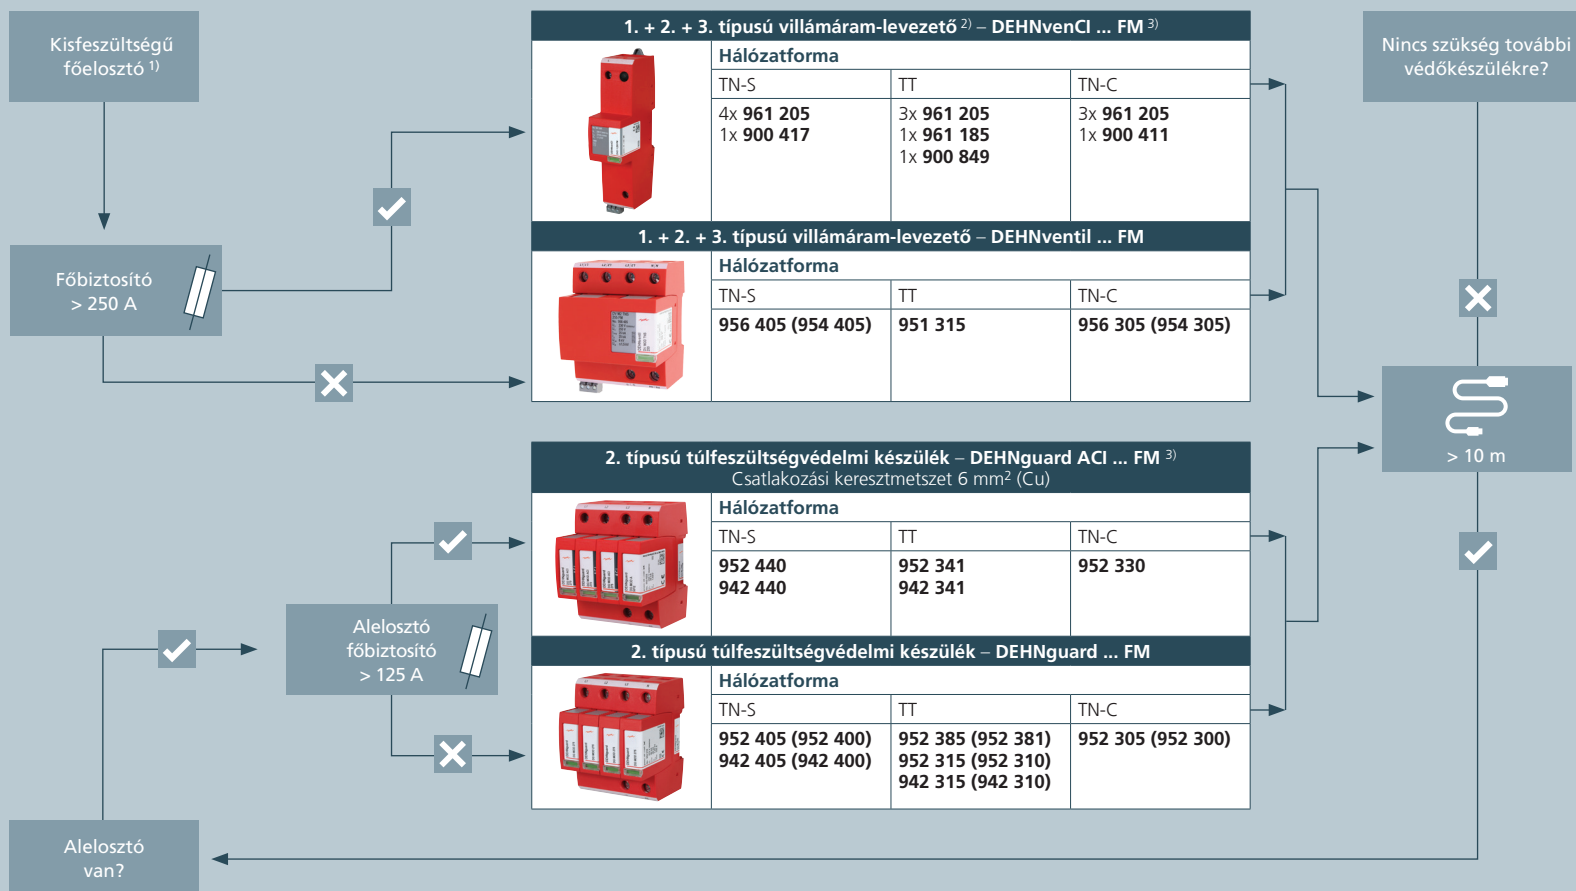 Kisfeszültségű
főelosztó 1)
Főbiztosító
> 250 A
1. + 2. + 3. típusú villámáram-levezető 2) – DEHNvenCI ... FM 3)
Hálózatforma
TN-S TT TN-C
4x 961 205 3x 961 205 3x 961 205
1x 900 417 1x 961 185 1x 900 411
1x 900 849
1. + 2. + 3. típusú villámáram-levezető – DEHNventil ... FM
Hálózatforma
TN-S TT TN-C
956 405 (954 405) 951 315 956 305 (954 305)
Nincs szükség további
védőkészülékre?
> 10 m
2. típusú túlfeszültségvédelmi készülék – DEHNguard ACI ... FM 3)
Csatlakozási keresztmetszet 6 mm² (Cu)
Hálózatforma
TN-S TT TN-C
952 440 952 341 952 330
942 440 942 341
Alelosztó
főbiztosító
> 125 A
2. típusú túlfeszültségvédelmi készülék – DEHNguard ... FM
Hálózatforma
TN-S TT TN-C
952 405 (952 400) 952 385 (952 381) 952 305 (952 300)
942 405 (942 400) 952 315 (952 310)
942 315 (942 310)
Alelosztó
van?